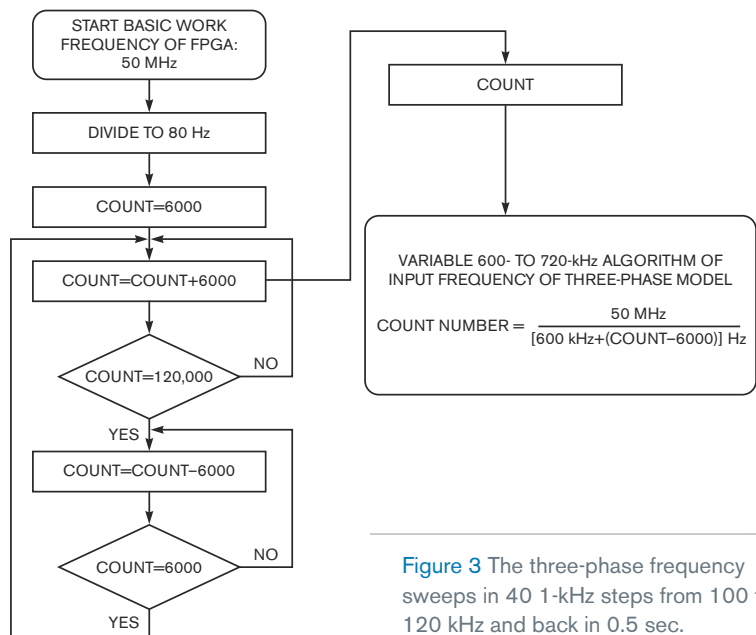 START BASIC WORK
FREQUENCY OF FPGA:
50 MHz
DIVIDE TO 80 Hz
COUNT=6000
COUNT=COUNT+6000
COUNT=120,000
NO
YES
COUNT=COUNT–6000
COUNT=6000
NO
YES
COUNT
VARIABLE 600- TO 720-kHz ALGORITHM OF
INPUT FREQUENCY OF THREE-PHASE MODEL
COUNT NUMBER = 50 MHz
[600 kHz+(COUNT–6000)] Hz
Figure 3 The three-phase frequency
sweeps in 40 1-kHz steps from 100
120 kHz and back in 0.5 sec.